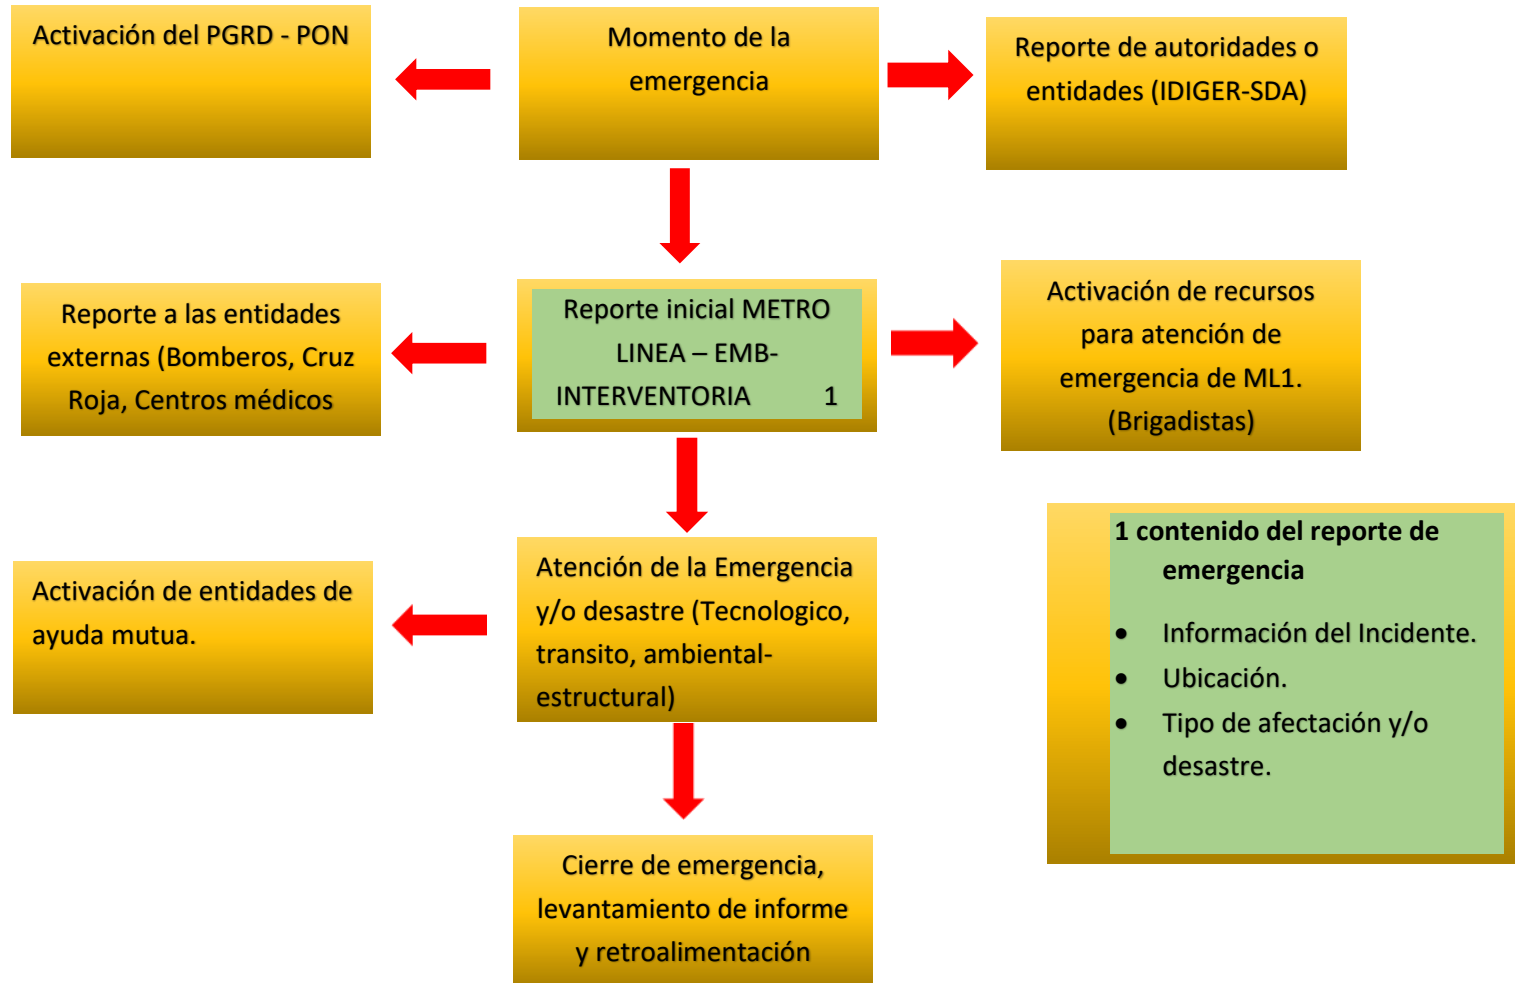 Activación del PGRD - PON
Momento de la
emergencia
Reporte de autoridades o
entidades (IDIGER-SDA)
Reporte a las entidades
externas (Bomberos, Cruz
Roja, Centros médicos
Reporte inicial METRO
LINEA – EMB-
INTERVENTORIA 1
Activación de recursos
para atención de
emergencia de ML1.
(Brigadistas)
Activación de entidades de
ayuda mutua.
Atención de la Emergencia
y/o desastre (Tecnologico,
transito, ambiental-
estructural)
1 contenido del reporte de
emergencia
• Información del Incidente.
• Ubicación.
• Tipo de afectación y/o
desastre.
Cierre de emergencia,
levantamiento de informe
y retroalimentación